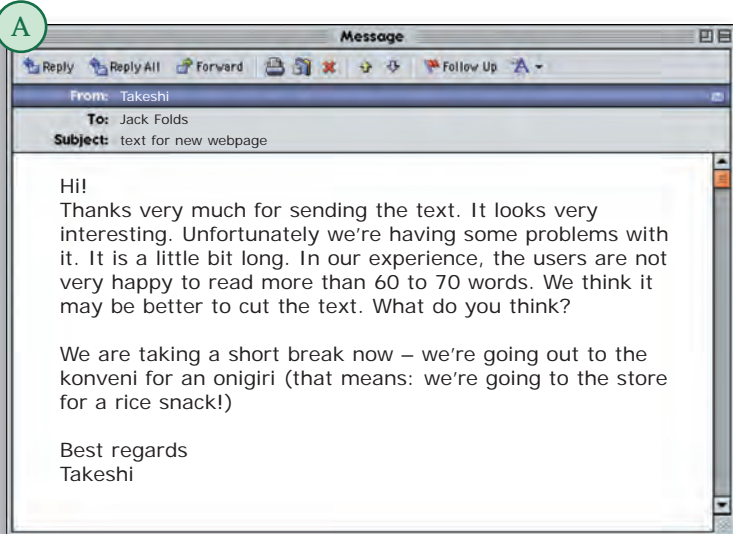 A
Message
Reply Reply All Forward Follow Up A
From: Takeshi
To: Jack Folds
Subject: text for new webpage
Hi!
Thanks very much for sending the text. It looks very
interesting. Unfortunately we're having some problems with
it. It is a little bit long. In our experience, the users are not
very happy to read more than 60 to 70 words. We think it
may be better to cut the text. What do you think?
We are taking a short break now – we're going out to the
konveni for an onigiri (that means: we're going to the store
for a rice snack!)
Best regards
Takeshi